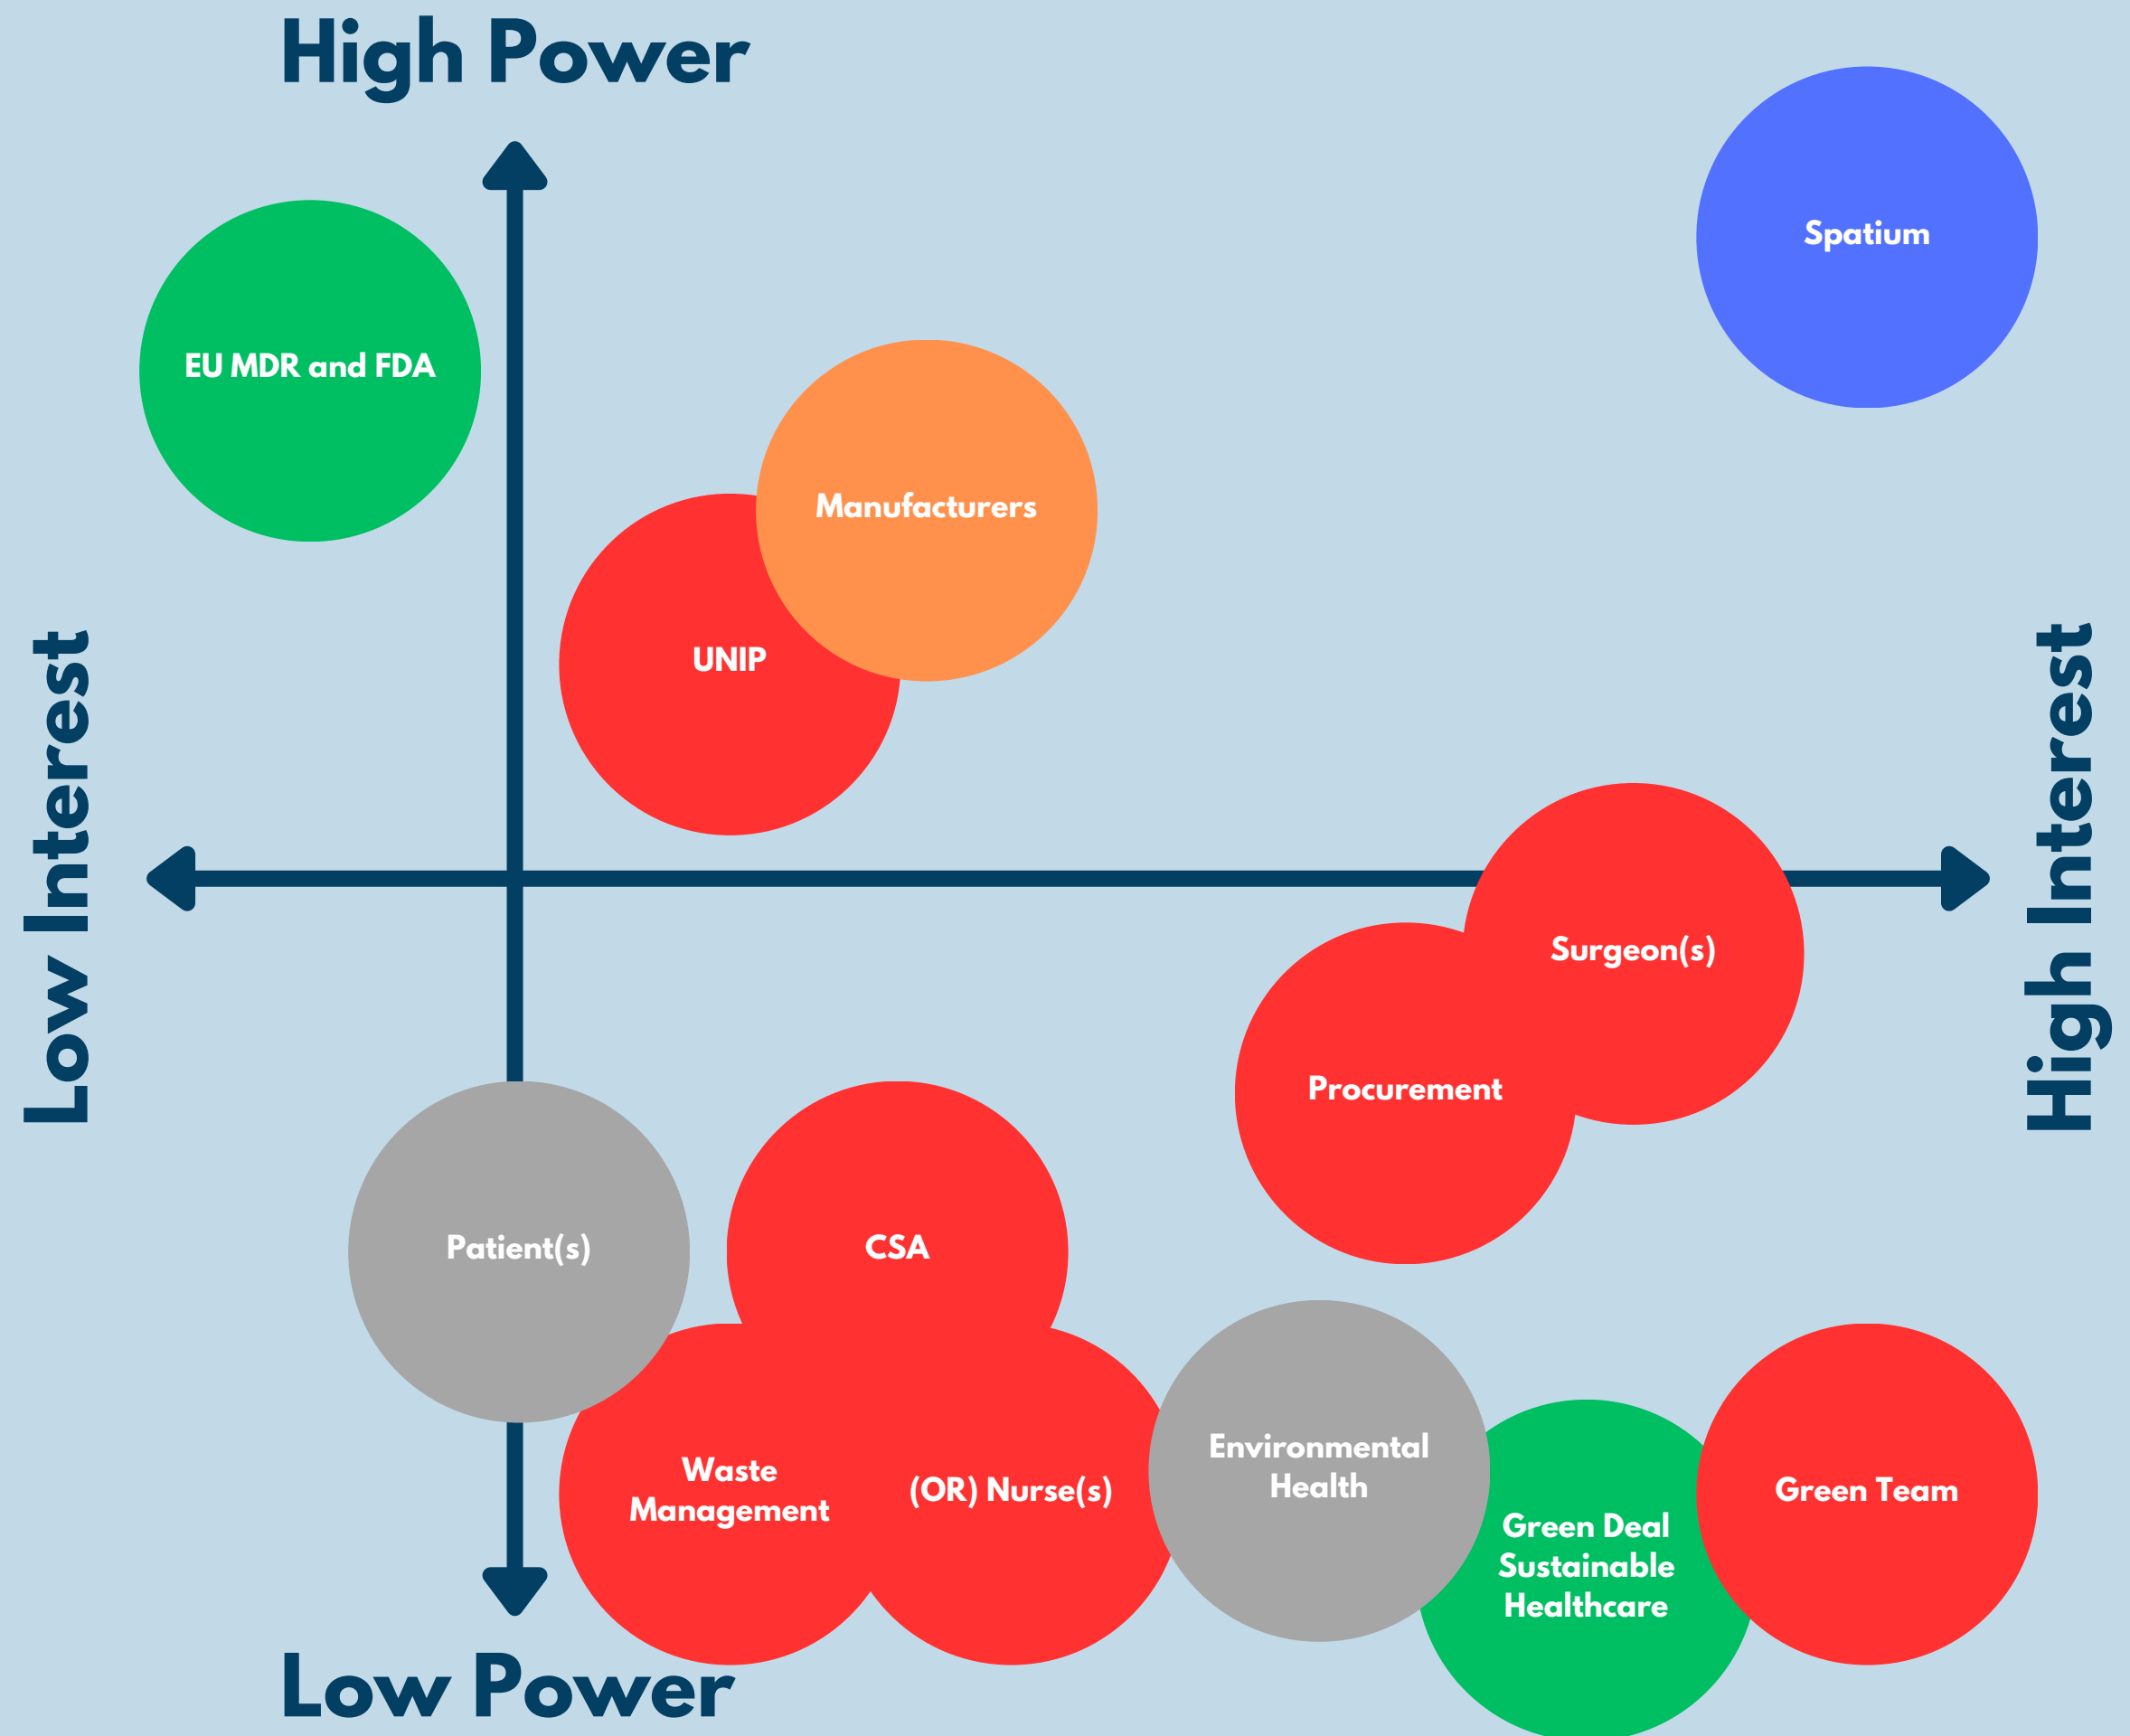 High Power
Spatium
EU MDR and FDA
Manufacturers
UNIP
Low Interest
High Interest
Surgeon(s)
Procurement
Patient(s)
CSA
Waste
Management
(OR) Nurse(s)
Environmental
Health
Green Deal
Sustainable
Healthcare
Green Team
Low Power